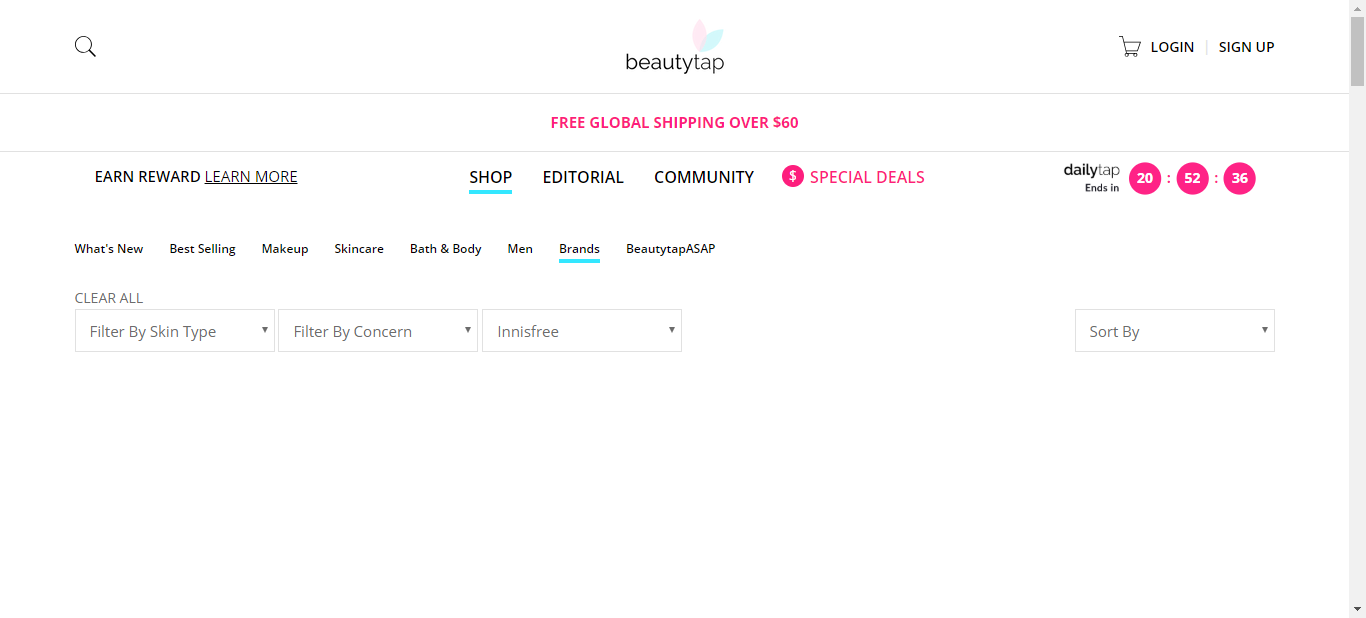 beautytap
LOGIN SIGN UP
FREE GLOBAL SHIPPING OVER $60
EARN REWARD LEARN MORE SHOP EDITORIAL COMMUNITY $ SPECIAL DEALS dailytap Ends in 20 : 52 : 36
What's New Best Selling Makeup Skincare Bath & Body Men Brands BeautytapASAP
CLEAR ALL
Filter By Skin Type Filter By Concern Innisfree Sort By